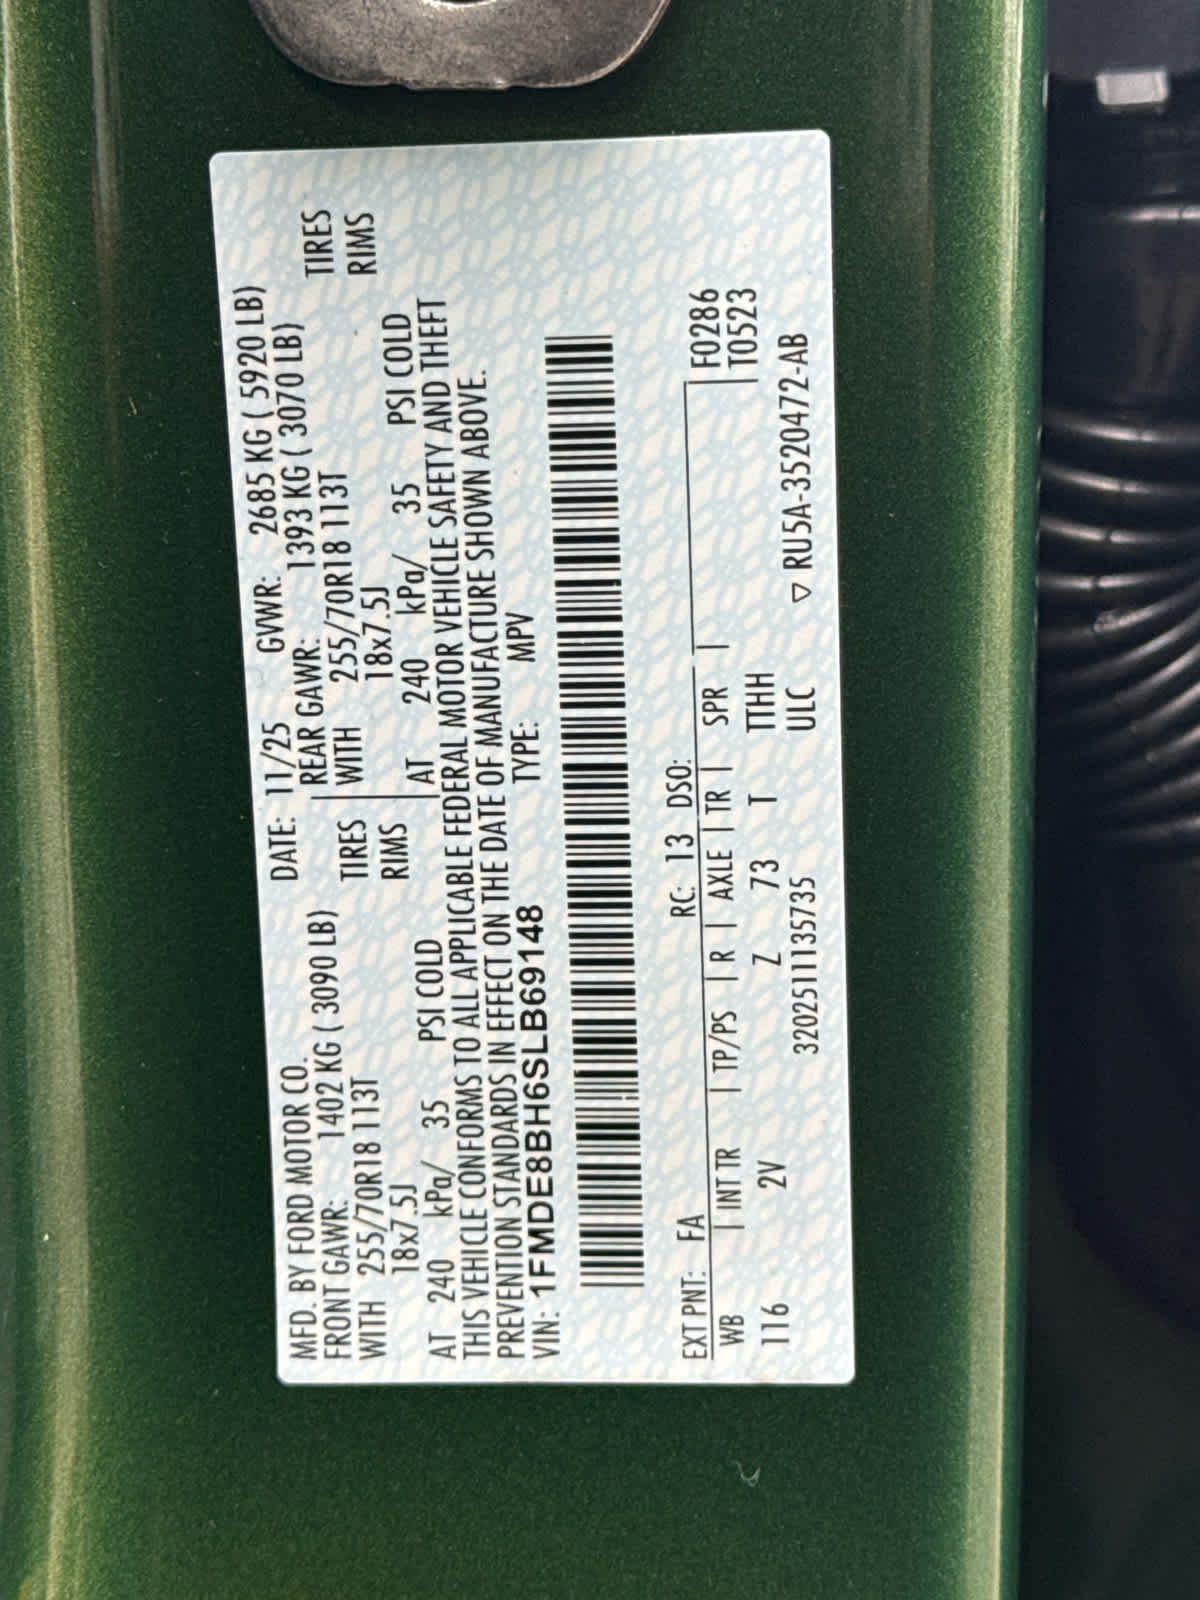 MFD. BY FORD MOTOR CO. DATE: 11/25 GVWR: 2685 KG ( 5920 LB)
FRONT GAWR: 1402 KG ( 3090 LB) REAR GAWR: 1393 KG ( 3070 LB)
WITH 255/70R18 113T TIRES WITH 255/70R18 113T TIRES
18x7.5J RIMS 18x7.5J RIMS
AT 240 kPa/ 35 PSI COLD AT 240 kPa/ 35 PSI COLD
THIS VEHICLE CONFORMS TO ALL APPLICABLE FEDERAL MOTOR VEHICLE SAFETY AND THEFT
PREVENTION STANDARDS IN EFFECT ON THE DATE OF MANUFACTURE SHOWN ABOVE.
VIN: 1FMDE8BH6SLB69148 TYPE: MPV
EXT PNT: FA RC: 13 DSO: F0286
WB | INT TR | TP/PS | R | AXLE | TR | SPR | T0523
116 2V Z 73 T TTHH
320251113​5735 ULC ▽ RU5A-3520472-AB